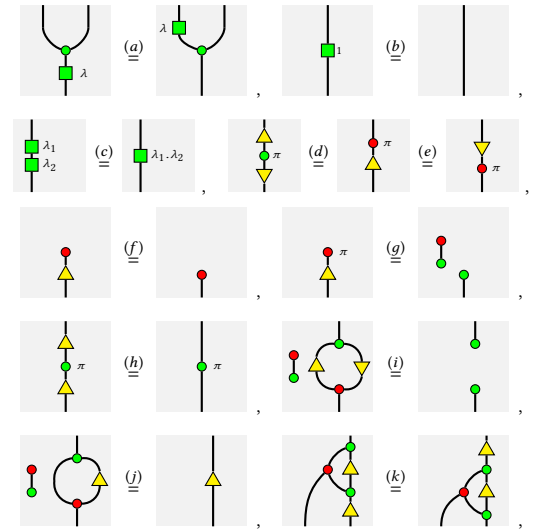 λ (a) = λ , 1 (b) = ,
λ₁ λ₂ (c) = λ₁.λ₂ , π (d) = π (e) = π ,
(f) = , π (g) = ,
π (h) = π , (i) = ,
(j) = , (k) =